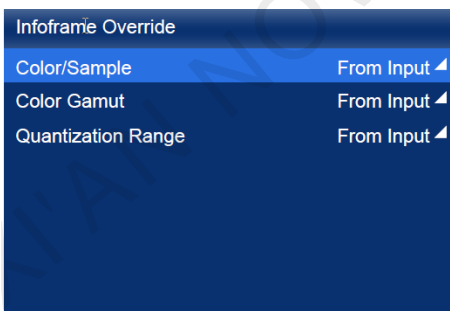 Infoframe Override
Color/Sample From Input
Color Gamut From Input
Quantization Range From Input